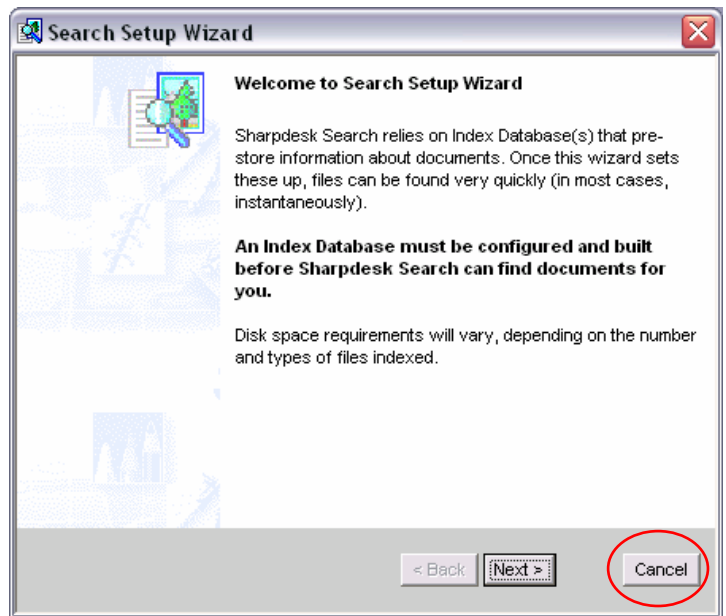 Search Setup Wizard
Welcome to Search Setup Wizard
Sharpdesk Search relies on Index Database(s) that pre-
store information about documents. Once this wizard sets
these up, files can be found very quickly (in most cases,
instantaneously).
An Index Database must be configured and built
before Sharpdesk Search can find documents for
you.
Disk space requirements will vary, depending on the number
and types of files indexed.
< Back
Next >
Cancel